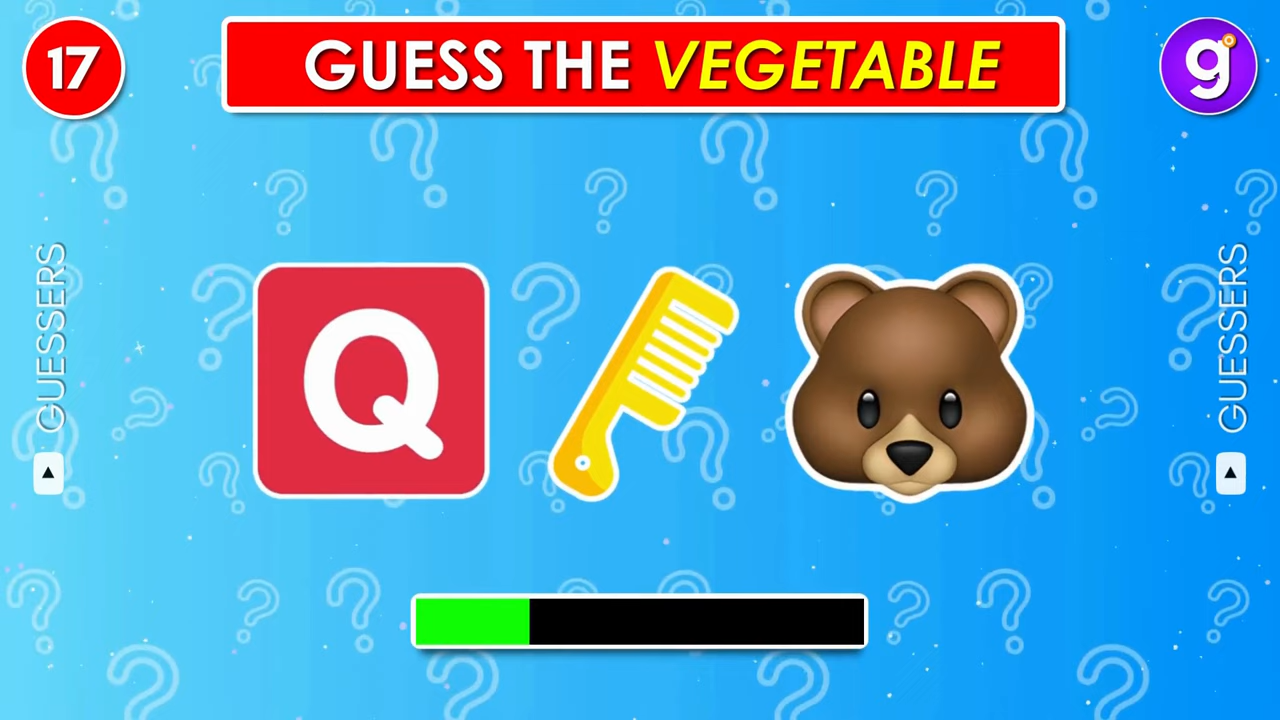 17
GUESS THE VEGETABLE
g
GUESSERS
Q
GUESSERS